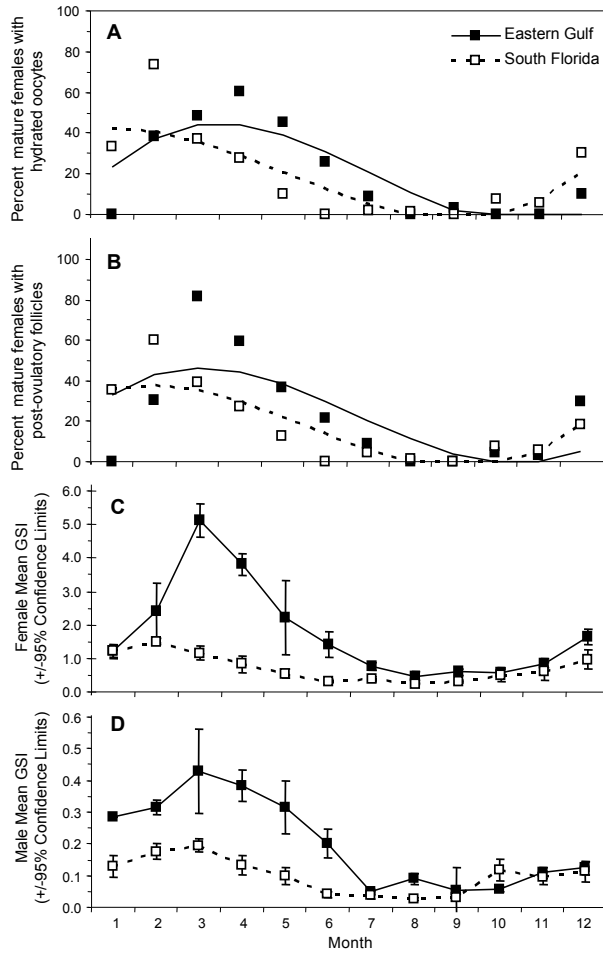 A
Eastern Gulf
South Florida
Percent mature females with
hydrated oocytes
100
80
60
40
20
0
B
Percent mature females with
post-ovulatory follicles
100
80
60
40
20
0
C
Female Mean GSI
(+/-95% Confidence Limits)
6.0
5.0
4.0
3.0
2.0
1.0
0.0
D
Male Mean GSI
(+/-95% Confidence Limits)
0.6
0.5
0.4
0.3
0.2
0.1
0.0
1 2 3 4 5 6 7 8 9 10 11 12
Month